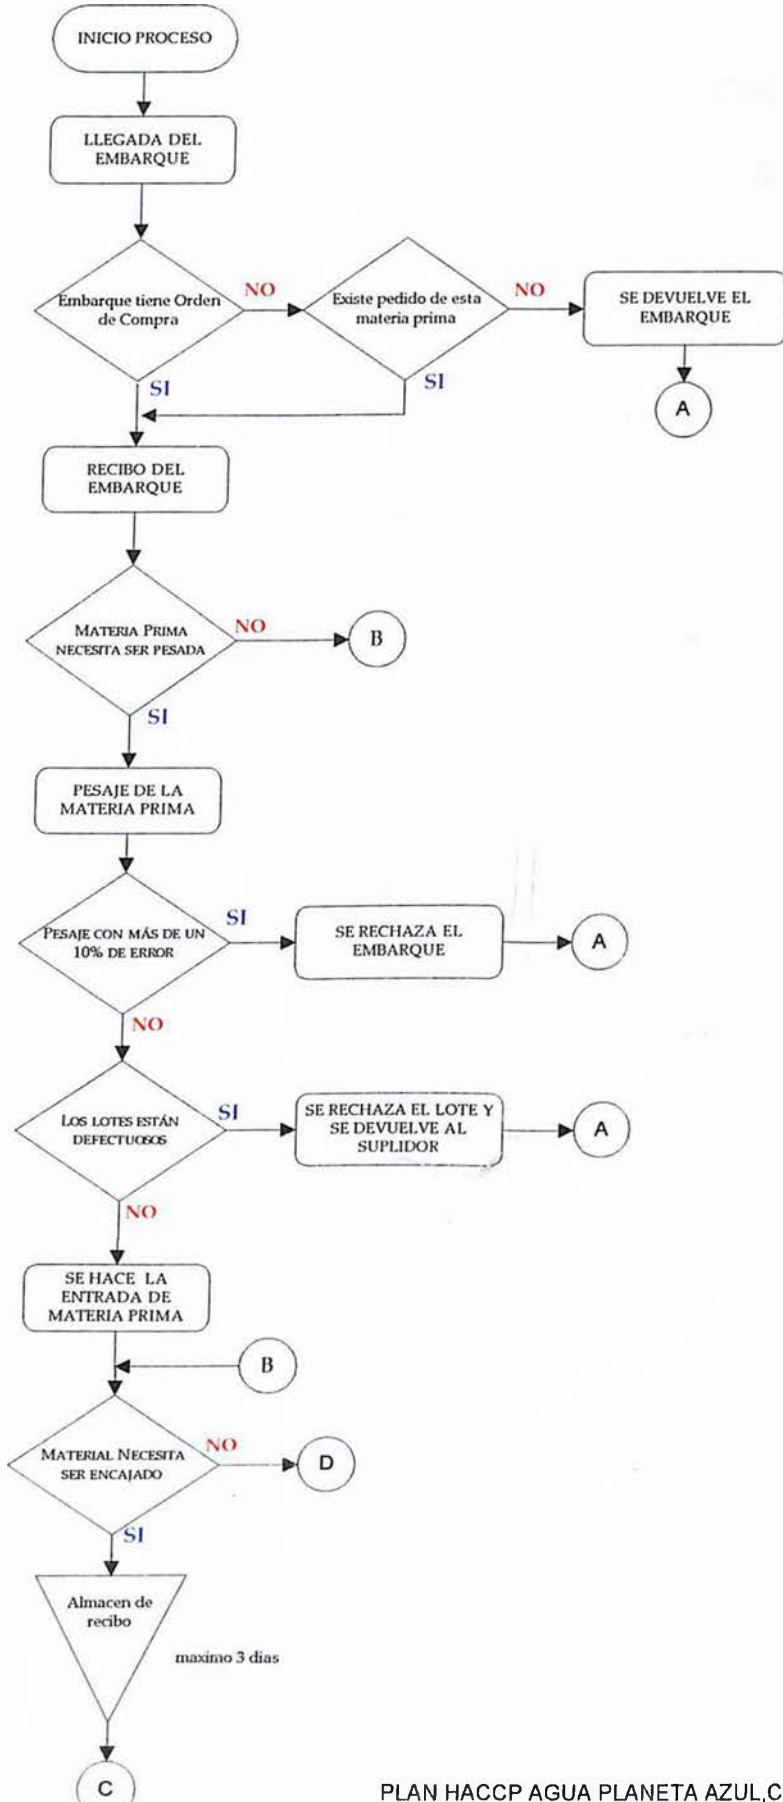 INICIO PROCESO
LLEGADA DEL
EMBARQUE
Embarque tiene Orden
de Compra
NO
Existe pedido de esta
materia prima
NO
SE DEVUELVE EL
EMBARQUE
SI
SI
A
RECIBO DEL
EMBARQUE
MATERIA PRIMA
NECESITA SER PESADA
NO
B
SI
PESAJE DE LA
MATERIA PRIMA
PESAJE CON MÁS DE UN
10% DE ERROR
SI
SE RECHAZA EL
EMBARQUE
A
NO
LOS LOTES ESTÁN
DEFECTUOSOS
SI
SE RECHAZA EL LOTE Y
SE DEVUELVE AL
SUPLIDOR
A
NO
SE HACE LA
ENTRADA DE
MATERIA PRIMA
B
MATERIAL NECESITA
SER ENCAJADO
NO
D
SI
Almacen de
recibo
maximo 3 dias
C
PLAN HACCP AGUA PLANETA AZUL,C